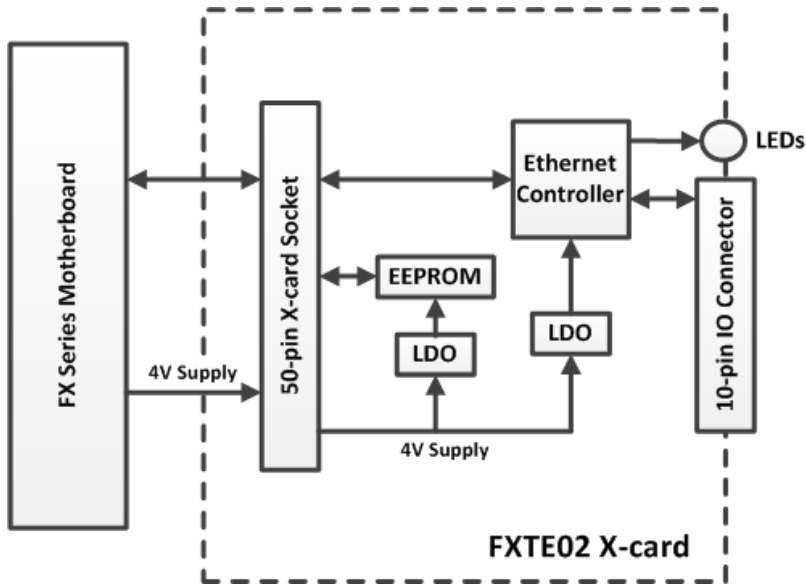 FX Series Motherboard
4V Supply
50-pin X-card Socket
Ethernet
Controller
LEDs
EEPROM
LDO
LDO
10-pin IO Connector
4V Supply
FXTE02 X-card